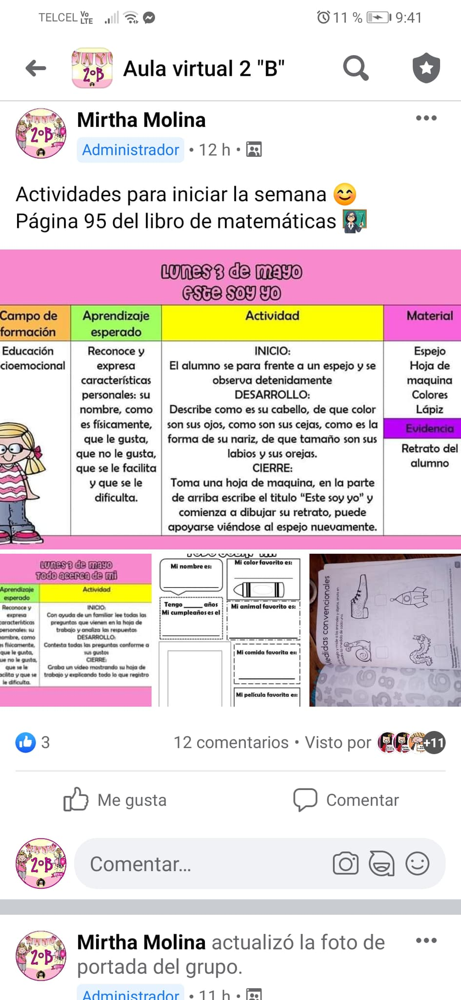 TELCEL Vo LTE 11 % 9:41
MAYO
2°B
Aula virtual 2 "B"
2°B
Mirtha Molina
Administrador • 12 h •
Actividades para iniciar la semana
Página 95 del libro de matemáticas
Lunes 3 de mayo
este soy yo
Campo de
formación
Aprendizaje
esperado
Actividad
Material
Educación
cioemocional
Reconoce y
expresa
características
personales: su
nombre, como
es físicamente,
que le gusta,
que no le gusta,
que se le facilita
y que se le
dificulta.
INICIO:
El alumno se para frente a un espejo y se
observa detenidamente
DESARROLLO:
Describe como es su cabello, de que color
son sus ojos, como son sus cejas, como es la
forma de su nariz, de que tamaño son sus
labios y sus orejas.
CIERRE:
Toma una hoja de maquina, en la parte
de arriba escribe el titulo “Este soy yo” y
comienza a dibujar su retrato, puede
apoyarse viéndose al espejo nuevamente.
Espejo
Hoja de
maquina
Colores
Lápiz
Evidencia
Retrato del
alumno
Lunes 3 de mayo
Todo acerca de mi
Aprendizaje
esperado
Actividad
Reconoce y
expresa
características
personales: su
nombre, como
es físicamente,
que le gusta,
ue no le gusta,
que se le
acilita y que se
le dificulta.
INICIO:
Con ayuda de un familiar lee todas las
preguntas que vienen en la hoja de
trabajo y analiza las respuestas
DESARROLLO:
Contesta todas las preguntas conforme a
sus gustos
CIERRE:
Graba un video mostrando su hoja de
trabajo y explicando todo lo que registro
Mi nombre es:
Mi color favorito es:
Tengo ______ años
Mi cumpleaños es el
Mi animal favorito es:
Mi comida favorita es:
Mi película favorita es:
Medidas convencionales
3
12 comentarios • Visto por +11
Me gusta
Comentar
2°B
Comentar...
2°B
Mirtha Molina actualizó la foto de
portada del grupo.
Administrador • 11 h •